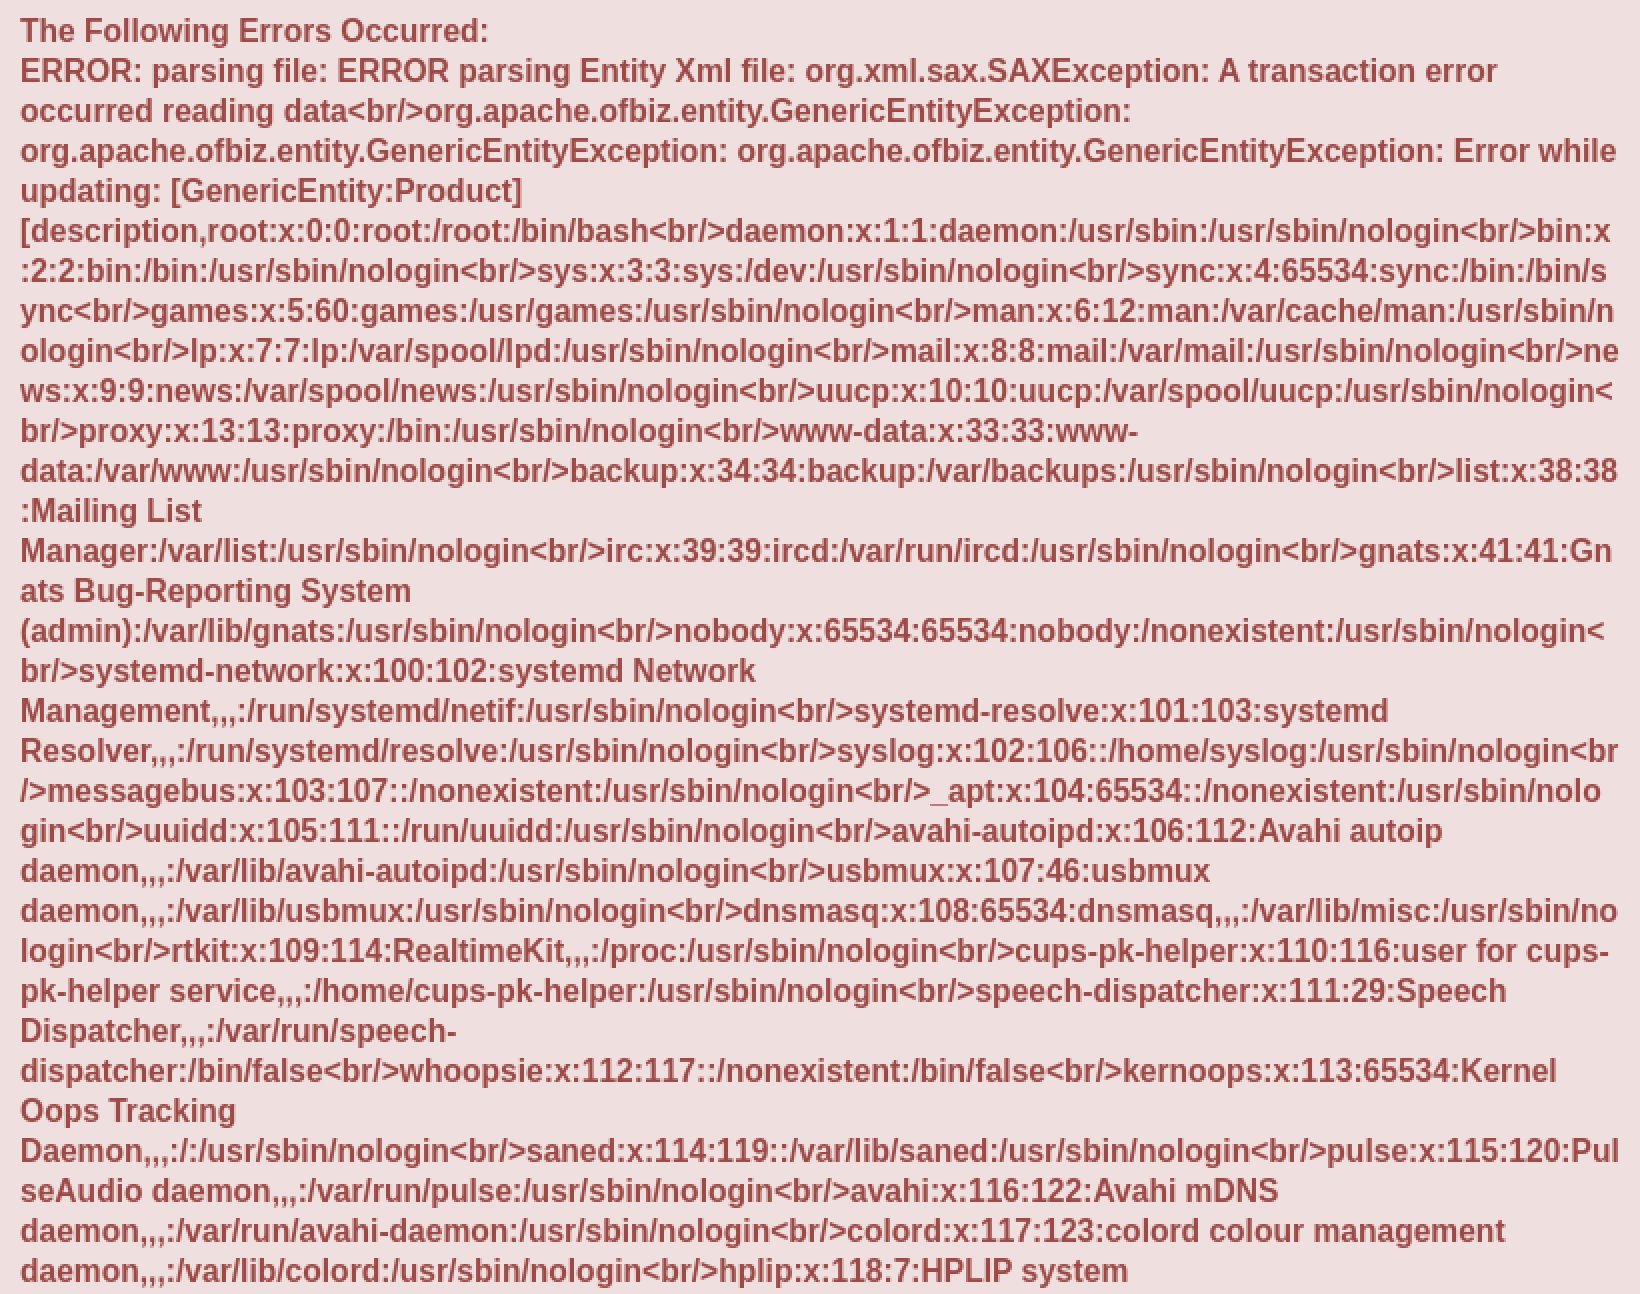 The Following Errors Occurred:
ERROR: parsing file: ERROR parsing Entity Xml file: org.xml.sax.SAXException: A transaction error
occurred reading data<br/>org.apache.ofbiz.entity.GenericEntityException:
org.apache.ofbiz.entity.GenericEntityException: org.apache.ofbiz.entity.GenericEntityException: Error while
updating: [GenericEntity:Product]
[description,root:x:0:0:root:/root:/bin/bash<br/>daemon:x:1:1:daemon:/usr/sbin:/usr/sbin/nologin<br/>bin:x
:2:2:bin:/bin:/usr/sbin/nologin<br/>sys:x:3:3:sys:/dev:/usr/sbin/nologin<br/>sync:x:4:65534:sync:/bin:/bin/s
ync<br/>games:x:5:60:games:/usr/games:/usr/sbin/nologin<br/>man:x:6:12:man:/var/cache/man:/usr/sbin/n
ologin<br/>lp:x:7:7:lp:/var/spool/lpd:/usr/sbin/nologin<br/>mail:x:8:8:mail:/var/mail:/usr/sbin/nologin<br/>ne
ws:x:9:9:news:/var/spool/news:/usr/sbin/nologin<br/>uucp:x:10:10:uucp:/var/spool/uucp:/usr/sbin/nologin<
br/>proxy:x:13:13:proxy:/bin:/usr/sbin/nologin<br/>www-data:x:33:33:www-
data:/var/www:/usr/sbin/nologin<br/>backup:x:34:34:backup:/var/backups:/usr/sbin/nologin<br/>list:x:38:38
:Mailing List
Manager:/var/list:/usr/sbin/nologin<br/>irc:x:39:39:ircd:/var/run/ircd:/usr/sbin/nologin<br/>gnats:x:41:41:Gn
ats Bug-Reporting System
(admin):/var/lib/gnats:/usr/sbin/nologin<br/>nobody:x:65534:65534:nobody:/nonexistent:/usr/sbin/nologin<
br/>systemd-network:x:100:102:systemd Network
Management,,,:/run/systemd/netif:/usr/sbin/nologin<br/>systemd-resolve:x:101:103:systemd
Resolver,,,:/run/systemd/resolve:/usr/sbin/nologin<br/>syslog:x:102:106::/home/syslog:/usr/sbin/nologin<br
/>messagebus:x:103:107::/nonexistent:/usr/sbin/nologin<br/>_apt:x:104:65534::/nonexistent:/usr/sbin/nolo
gin<br/>uuidd:x:105:111::/run/uuidd:/usr/sbin/nologin<br/>avahi-autoipd:x:106:112:Avahi autoip
daemon,,,:/var/lib/avahi-autoipd:/usr/sbin/nologin<br/>usbmux:x:107:46:usbmux
daemon,,,:/var/lib/usbmux:/usr/sbin/nologin<br/>dnsmasq:x:108:65534:dnsmasq,,,:/var/lib/misc:/usr/sbin/no
login<br/>rtkit:x:109:114:RealtimeKit,,,:/proc:/usr/sbin/nologin<br/>cups-pk-helper:x:110:116:user for cups-
pk-helper service,,,:/home/cups-pk-helper:/usr/sbin/nologin<br/>speech-dispatcher:x:111:29:Speech
Dispatcher,,,:/var/run/speech-
dispatcher:/bin/false<br/>whoopsie:x:112:117::/nonexistent:/bin/false<br/>kernoops:x:113:65534:Kernel
Oops Tracking
Daemon,,,:/:/usr/sbin/nologin<br/>saned:x:114:119::/var/lib/saned:/usr/sbin/nologin<br/>pulse:x:115:120:Pul
seAudio daemon,,,:/var/run/pulse:/usr/sbin/nologin<br/>avahi:x:116:122:Avahi mDNS
daemon,,,:/var/run/avahi-daemon:/usr/sbin/nologin<br/>colord:x:117:123:colord colour management
daemon,,,:/var/lib/colord:/usr/sbin/nologin<br/>hplip:x:118:7:HPLIP system